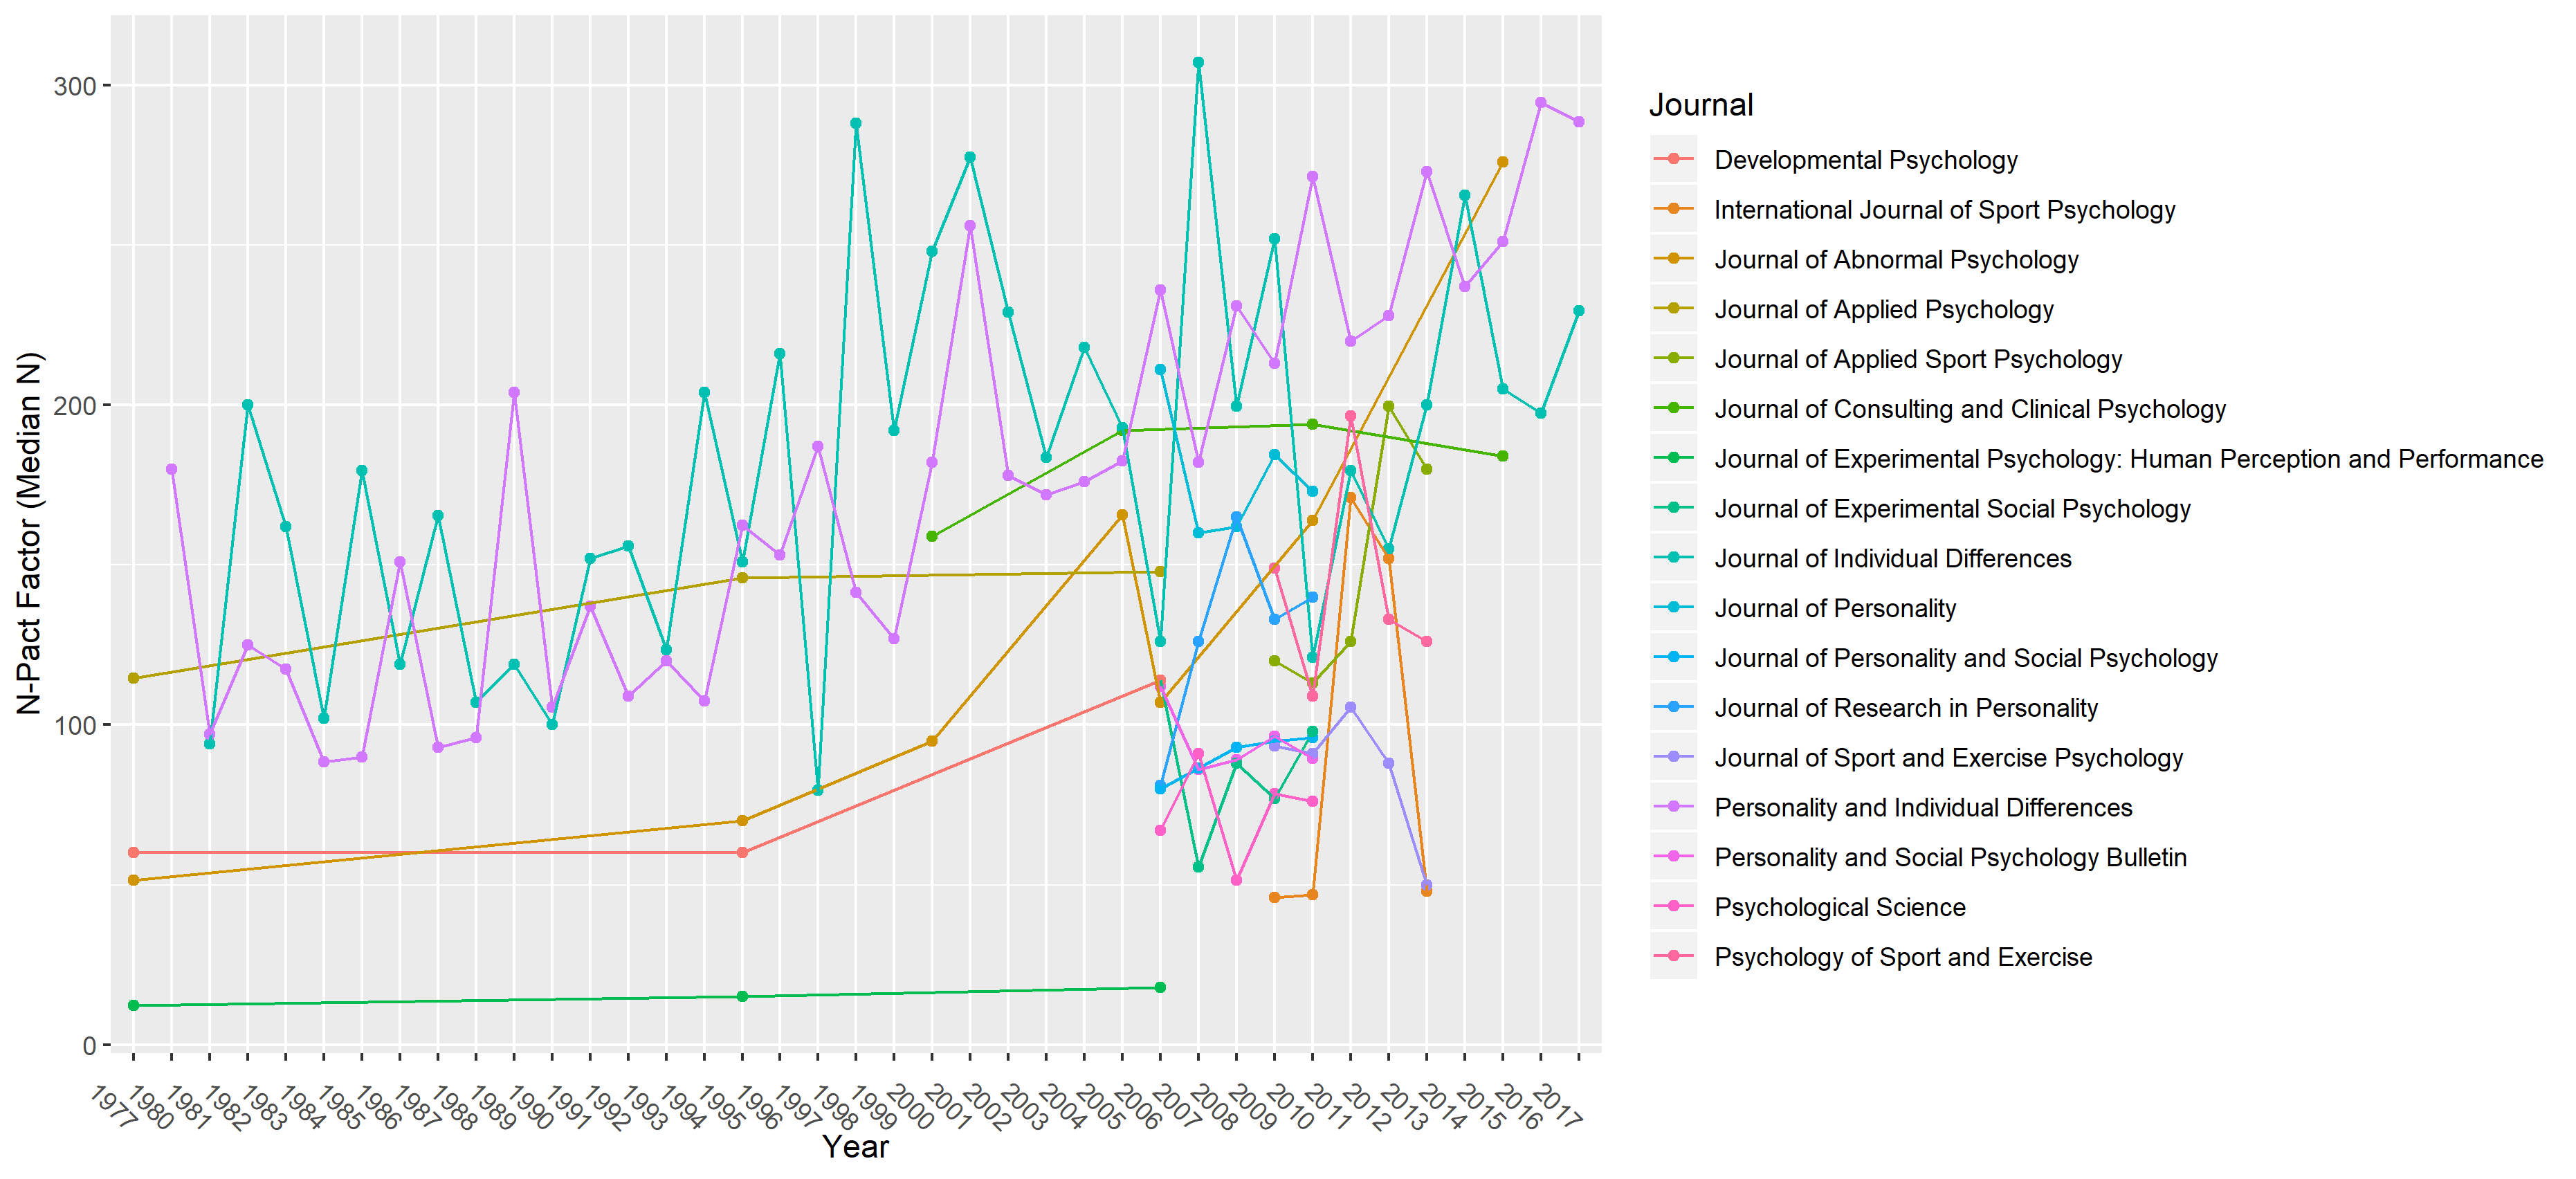 N-Pact Factor (Median N)
300
200
100
0
1977
1980
1981
1982
1983
1984
1985
1986
1987
1988
1989
1990
1991
1992
1993
1994
1995
1996
1997
1998
1999
2000
2001
2002
2003
2004
2005
2006
2007
2008
2009
2010
2011
2012
2013
2014
2015
2016
2017
Year
Journal
Developmental Psychology
International Journal of Sport Psychology
Journal of Abnormal Psychology
Journal of Applied Psychology
Journal of Applied Sport Psychology
Journal of Consulting and Clinical Psychology
Journal of Experimental Psychology: Human Perception and Performance
Journal of Experimental Social Psychology
Journal of Individual Differences
Journal of Personality
Journal of Personality and Social Psychology
Journal of Research in Personality
Journal of Sport and Exercise Psychology
Personality and Individual Differences
Personality and Social Psychology Bulletin
Psychological Science
Psychology of Sport and Exercise